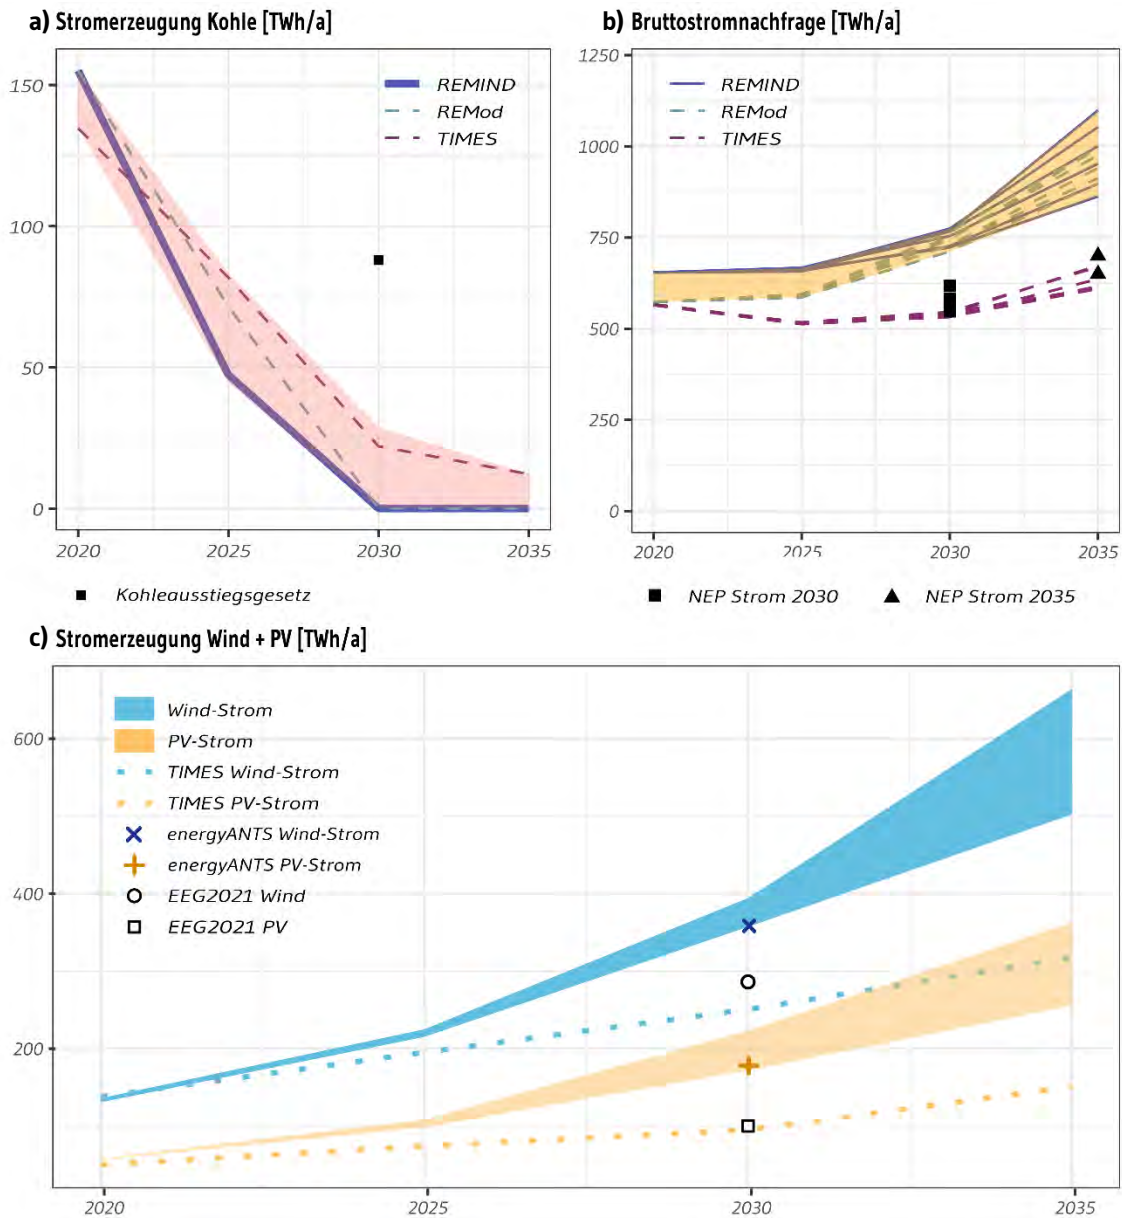 a) Stromerzeugung Kohle [TWh/a]
150
100
50
0
REMIND
REMod
TIMES
2020 2025 2030 2035
Kohleausstiegsgesetz
b) Bruttostromnachfrage [TWh/a]
1250
1000
750
500
250
0
REMIND
REMod
TIMES
2020 2025 2030 2035
NEP Strom 2030 NEP Strom 2035
c) Stromerzeugung Wind + PV [TWh/a]
600
400
200
Wind-Strom
PV-Strom
TIMES Wind-Strom
TIMES PV-Strom
energyANTS Wind-Strom
energyANTS PV-Strom
EEG2021 Wind
EEG2021 PV
2020 2025 2030 2035